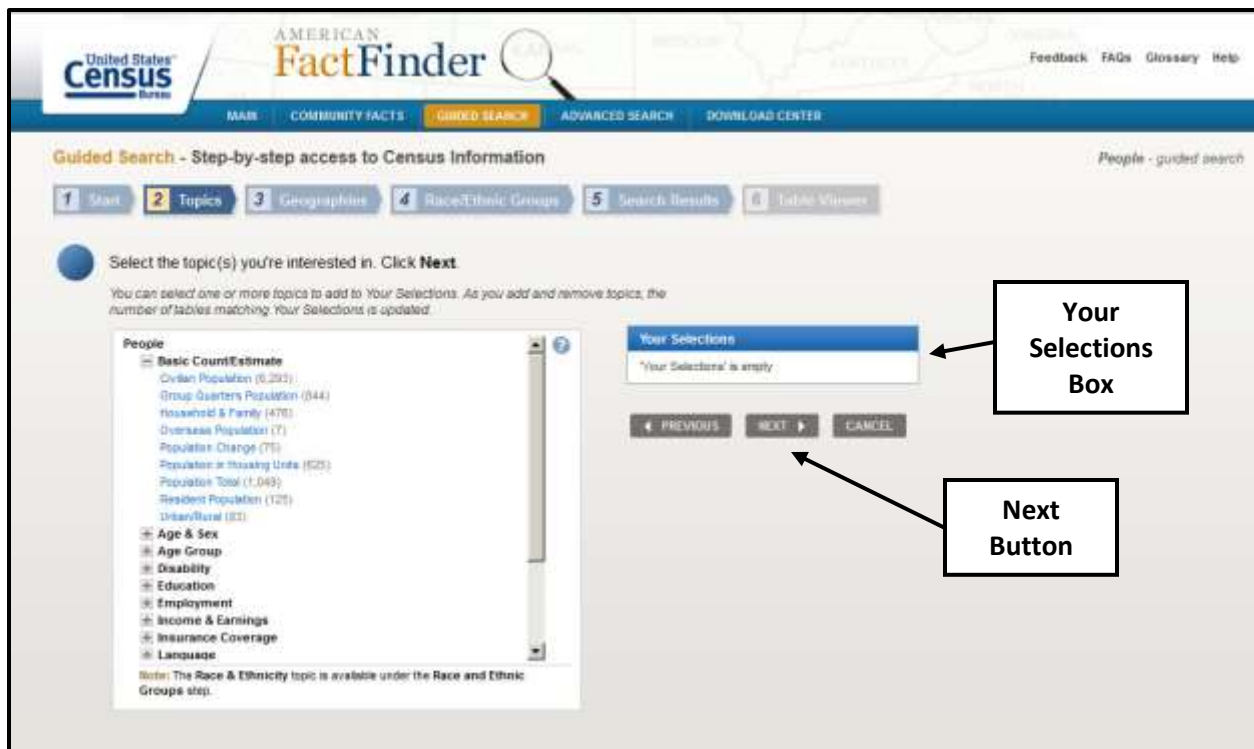 United States
Census
Bureau
AMERICAN
FactFinder
Feedback FAQs Glossary Help
MAIN COMMUNITY FACTS GUIDED SEARCH ADVANCED SEARCH DOWNLOAD CENTER
Guided Search - Step-by-step access to Census Information
People - guided search
1 Start 2 Topics 3 Geographies 4 Race/Ethnic Groups 5 Search Results 6 Table Viewer
Select the topic(s) you're interested in. Click Next.
You can select one or more topics to add to Your Selections. As you add and remove topics, the
number of tables matching Your Selections is updated.
People
Basic Count/Estimate
Civilian Population (6,293)
Group Quarters Population (844)
Household & Family (476)
Overseas Population (7)
Population Change (75)
Population in Housing Units (625)
Population Total (1,049)
Resident Population (125)
Urban/Rural (83)
Age & Sex
Age Group
Disability
Education
Employment
Income & Earnings
Insurance Coverage
Language
Note: The Race & Ethnicity topic is available under the Race and Ethnic
Groups step.
Your Selections
'Your Selections' is empty
PREVIOUS NEXT CANCEL
Your
Selections
Box
Next
Button